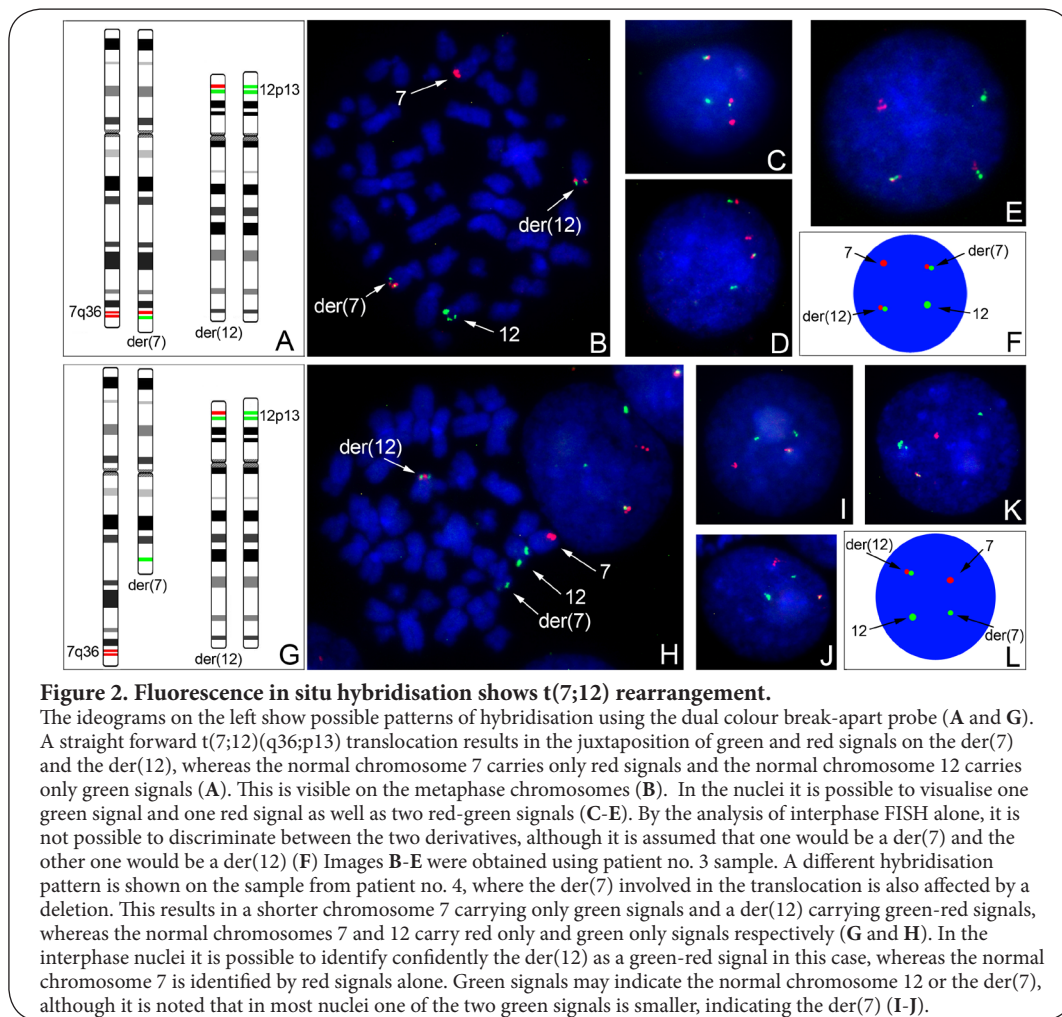 7q36
der(7)
12p13
der(12)
A
7
der(12)
der(7)
12
B
C
D
E
7
der(7)
der(12)
12
F
7q36
der(7)
12p13
der(12)
G
der(12)
7
12
der(7)
H
I
J
K
der(12)
7
12
der(7)
L
Figure 2. Fluorescence in situ hybridisation shows t(7;12) rearrangement.
The ideograms on the left show possible patterns of hybridisation using the dual colour break-apart probe (A and G).
A straight forward t(7;12)(q36;p13) translocation results in the juxtaposition of green and red signals on the der(7)
and the der(12), whereas the normal chromosome 7 carries only red signals and the normal chromosome 12 carries
only green signals (A). This is visible on the metaphase chromosomes (B). In the nuclei it is possible to visualise one
green signal and one red signal as well as two red-green signals (C-E). By the analysis of interphase FISH alone, it is
not possible to discriminate between the two derivatives, although it is assumed that one would be a der(7) and the
other one would be a der(12) (F) Images B-E were obtained using patient no. 3 sample. A different hybridisation
pattern is shown on the sample from patient no. 4, where the der(7) involved in the translocation is also affected by a
deletion. This results in a shorter chromosome 7 carrying only green signals and a der(12) carrying green-red signals,
whereas the normal chromosomes 7 and 12 carry red only and green only signals respectively (G and H). In the
interphase nuclei it is possible to identify confidently the der(12) as a green-red signal in this case, whereas the normal
chromosome 7 is identified by red signals alone. Green signals may indicate the normal chromosome 12 or the der(7),
although it is noted that in most nuclei one of the two green signals is smaller, indicating the der(7) (I-J).